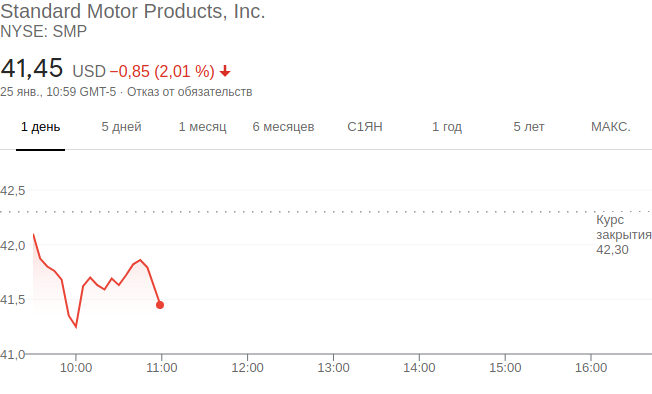 Standard Motor Products, Inc.
NYSE: SMP
41,45 USD −0,85 (2,01 %)
25 янв., 10:59 GMT-5 · Отказ от обязательств
1 день 5 дней 1 месяц 6 месяцев С1ЯН 1 год 5 лет МАКС.
42,5
Курс
закрытия
42,0
42,30
41,5
41,0
10:00 11:00 12:00 13:00 14:00 15:00 16:00